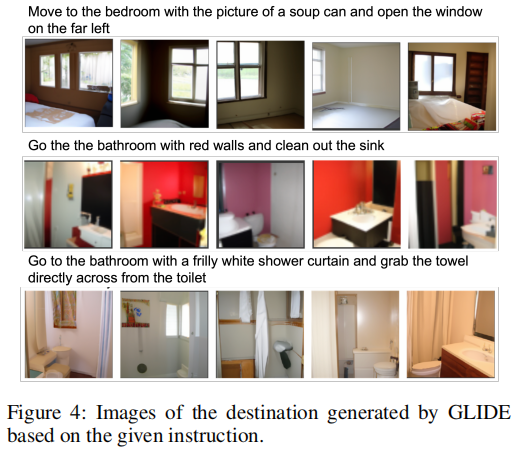 Move to the bedroom with the picture of a soup can and open the window
on the far left
Go the the bathroom with red walls and clean out the sink
Go to the bathroom with a frilly white shower curtain and grab the towel
directly across from the toilet
Figure 4: Images of the destination generated by GLIDE
based on the given instruction.